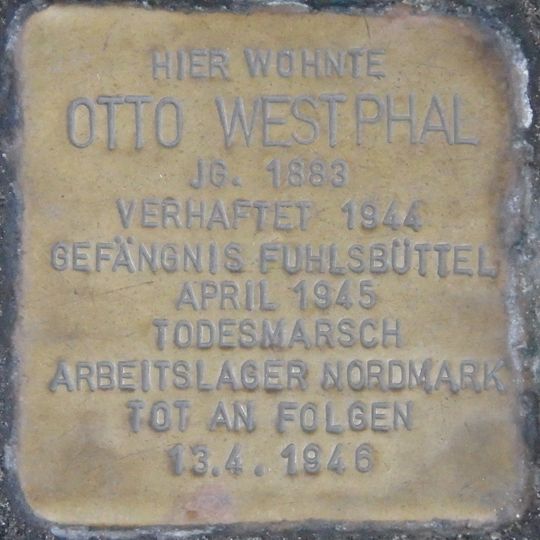 HIER WOHNTE
OTTO WESTPHAL
JG. 1883
VERHAFTET 1944
GEFÄNGNIS FUHLSBÜTTEL
APRIL 1945
TODESMARSCH
ARBEITSLAGER NORDMARK
TOT AN FOLGEN
13.4. 1946